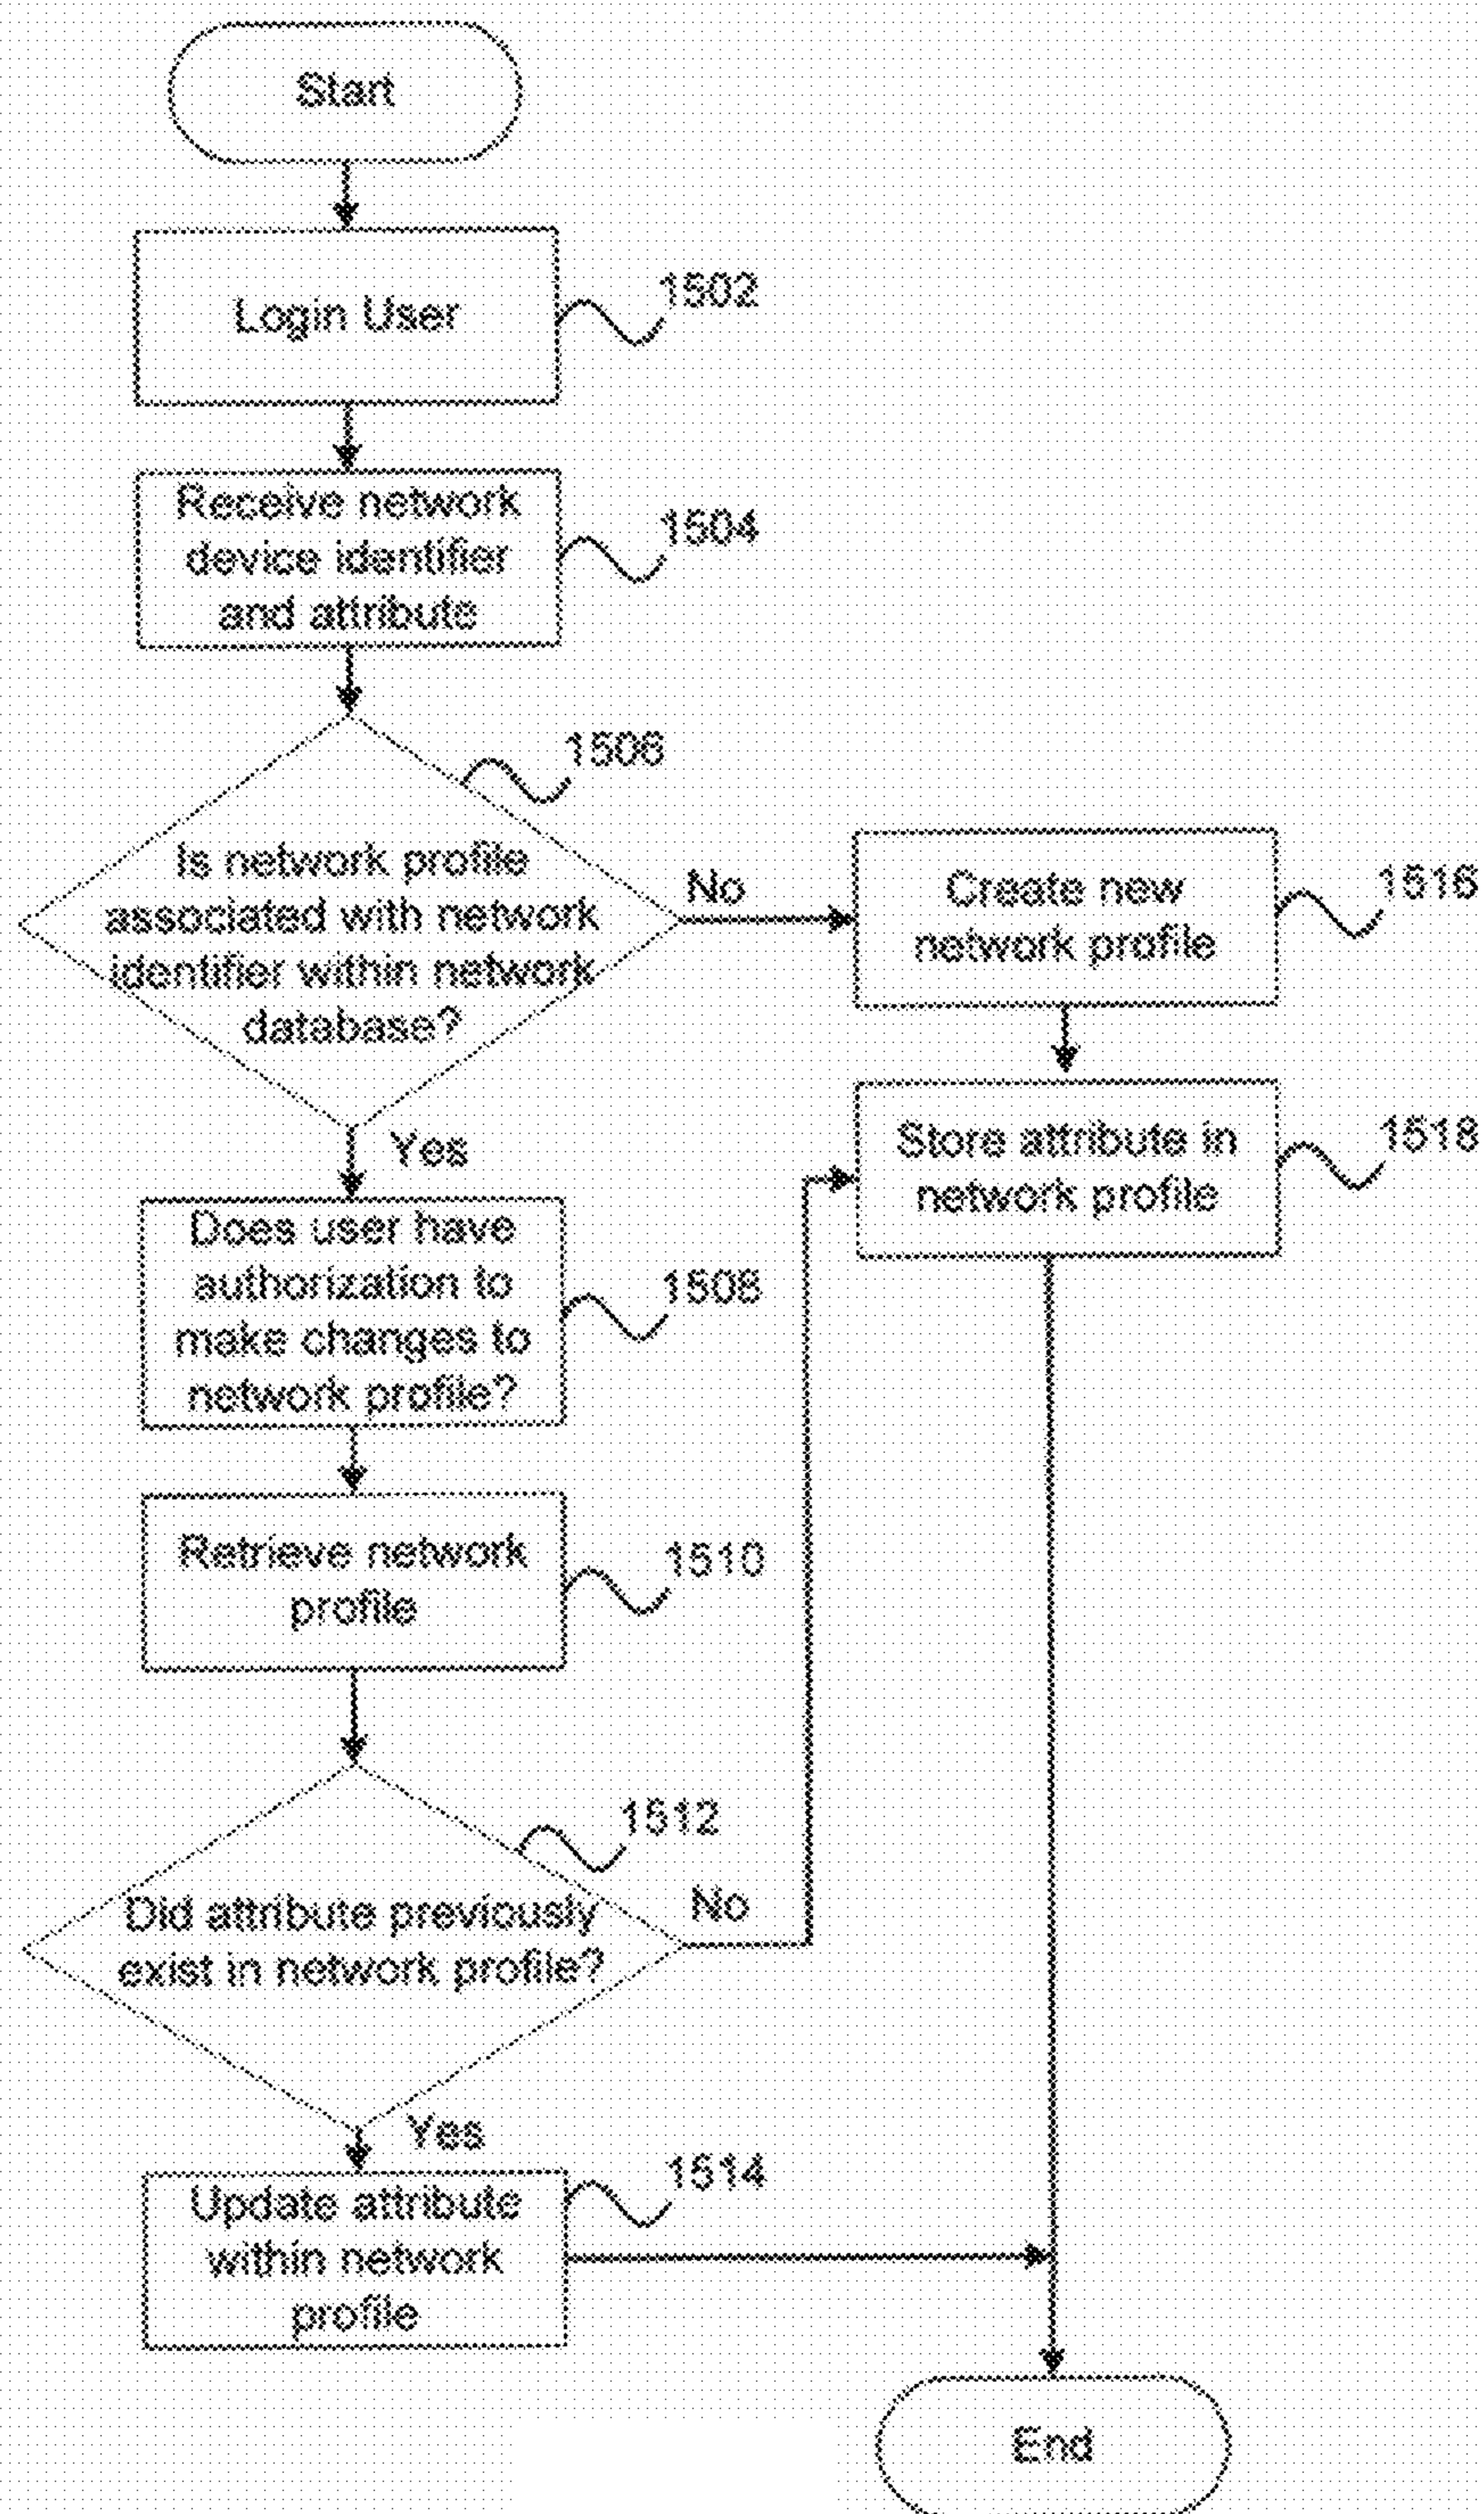 Start
Login User
1502
Receive network
device identifier
and attribute
1504
1506
Is network profile
associated with network
identifier within network
database?
No
Create new
network profile
1516
Yes
Store attribute in
network profile
1518
Does user have
authorization to
make changes to
network profile?
1508
Retrieve network
profile
1510
1512
Did attribute previously
exist in network profile?
No
Yes
Update attribute
within network
profile
1514
End